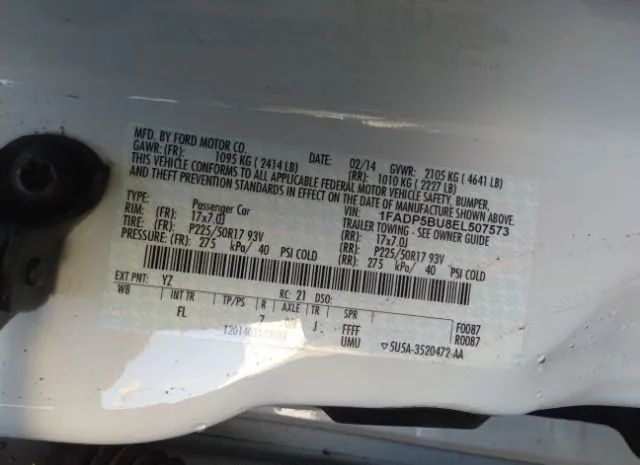 MFD. BY FORD MOTOR CO.
DATE: 02/14 GVWR: 2105 KG ( 4641 LB)
GAWR: (FR): 1095 KG ( 2414 LB) (RR): 1010 KG ( 2227 LB)
THIS VEHICLE CONFORMS TO ALL APPLICABLE FEDERAL MOTOR VEHICLE SAFETY, BUMPER,
AND THEFT PREVENTION STANDARDS IN EFFECT ON THE DATE OF MANUFACTURE SHOWN ABOVE.
VIN: 1FADP5BU8EL507573
TYPE: Passenger Car TRAILER TOWING - SEE OWNER GUIDE
RIM: (FR): 17x7.0J (RR): 17x7.0J
TIRE: (FR): P225/50R17 93V (RR): P225/50R17 93V
PRESSURE: (FR): 275 kPa/ 40 PSI COLD (RR): 275 kPa/ 40 PSI COLD
EXT PNT: YZ RC: 21 DSO:
WB INT TR TP/PS R AXLE TR SPR
FL 7 J FFFF F0087
UMU R0087
▽5U5A-3520472-AA